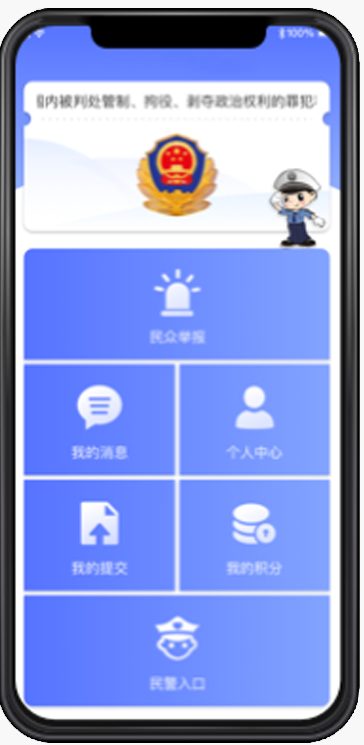 100%
内被判处管制、拘役、剥夺政治权利的罪犯
民众举报
我的消息
个人中心
我的提交
我的积分
民警入口